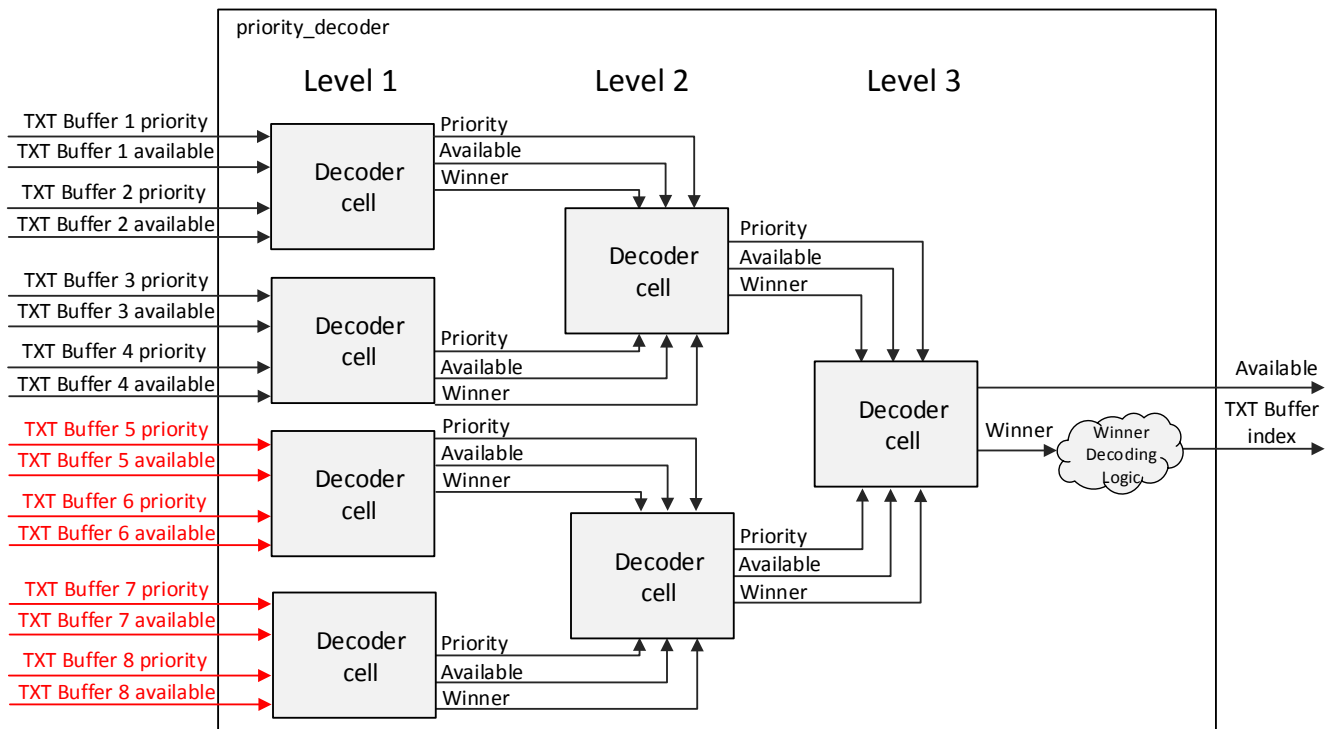 priority_decoder
Level 1
Level 2
Level 3
TXT Buffer 1 priority
TXT Buffer 1 available
TXT Buffer 2 priority
TXT Buffer 2 available
Decoder
cell
Priority
Available
Winner
TXT Buffer 3 priority
TXT Buffer 3 available
TXT Buffer 4 priority
TXT Buffer 4 available
Decoder
cell
Priority
Available
Winner
Decoder
cell
Priority
Available
Winner
TXT Buffer 5 priority
TXT Buffer 5 available
TXT Buffer 6 priority
TXT Buffer 6 available
Decoder
cell
Priority
Available
Winner
TXT Buffer 7 priority
TXT Buffer 7 available
TXT Buffer 8 priority
TXT Buffer 8 available
Decoder
cell
Priority
Available
Winner
Decoder
cell
Priority
Available
Winner
Decoder
cell
Winner
Winner
Decoding
Logic
Available
TXT Buffer
index